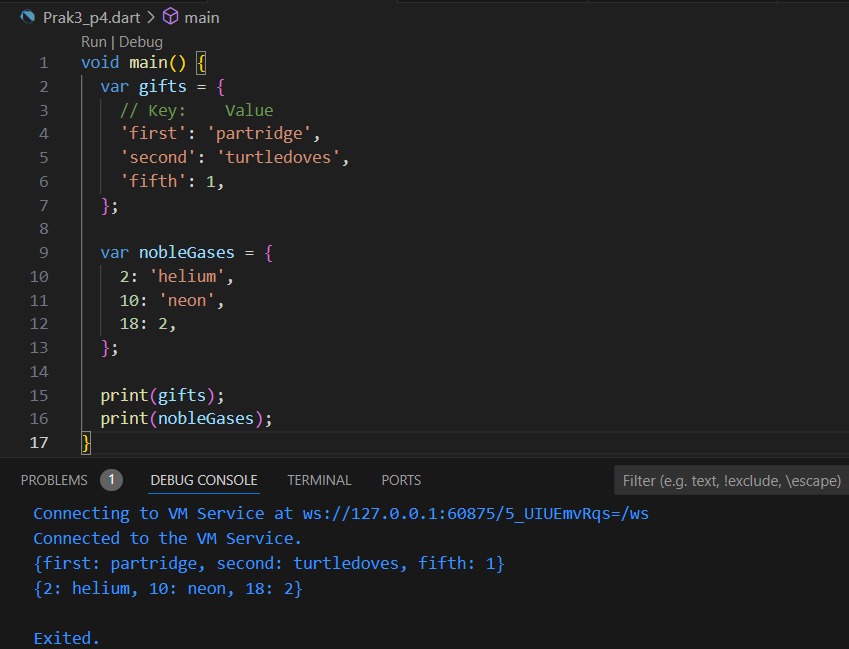 Prak3_p4.dart > main
Run | Debug
1 void main() {
2   var gifts = {
3     // Key:    Value
4     'first': 'partridge',
5     'second': 'turtledoves',
6     'fifth': 1,
7   };
8
9   var nobleGases = {
10     2: 'helium',
11     10: 'neon',
12     18: 2,
13   };
14
15   print(gifts);
16   print(nobleGases);
17 }
PROBLEMS 1 DEBUG CONSOLE TERMINAL PORTS Filter (e.g. text, !exclude, \escape)
Connecting to VM Service at ws://127.0.0.1:60875/5_UIUEmvRqs=/ws
Connected to the VM Service.
{first: partridge, second: turtledoves, fifth: 1}
{2: helium, 10: neon, 18: 2}
Exited.